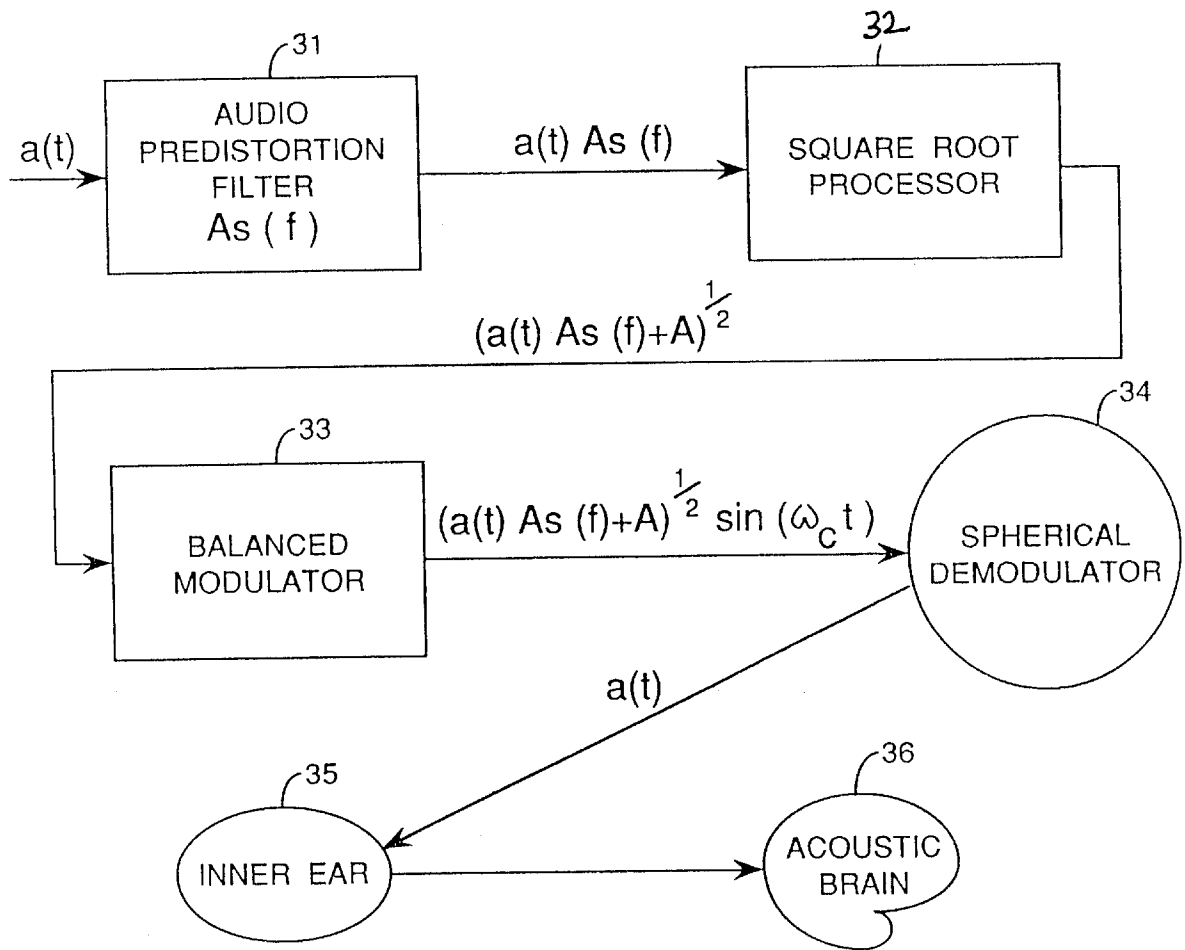 31
AUDIO
PREDISTORTION
FILTER
As ( f )
a(t)
a(t) As (f)
32
SQUARE ROOT
PROCESSOR
(a(t) As (f)+A)^1/2
33
BALANCED
MODULATOR
(a(t) As (f)+A)^1/2 sin (ω_C t)
34
SPHERICAL
DEMODULATOR
a(t)
35
INNER EAR
36
ACOUSTIC
BRAIN